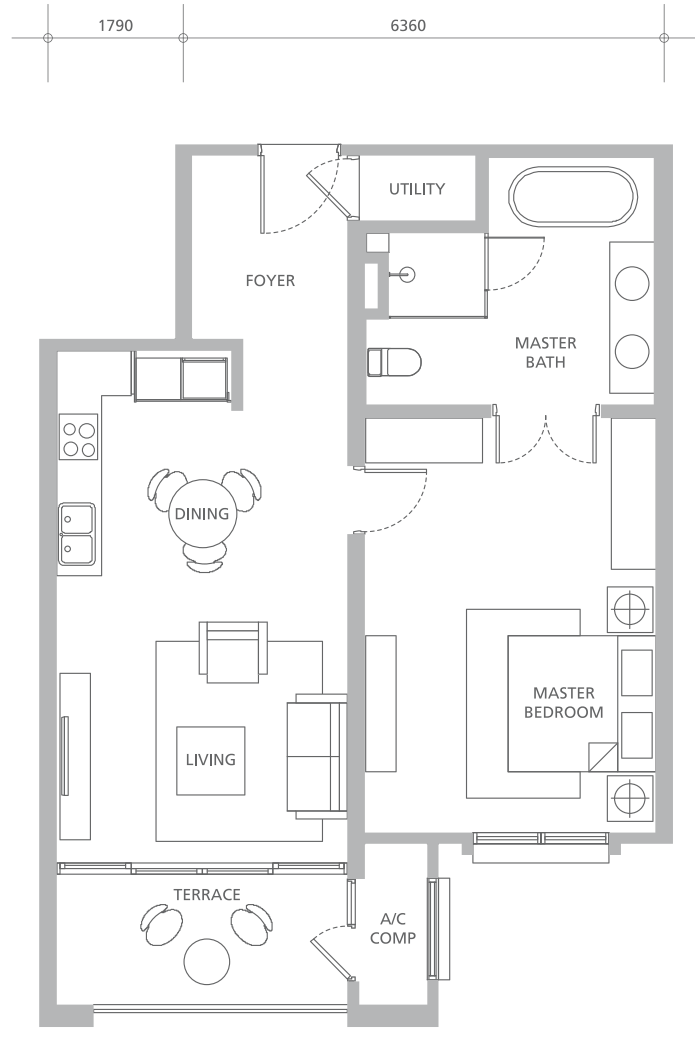 1790
6360
UTILITY
FOYER
MASTER
BATH
DINING
MASTER
BEDROOM
LIVING
TERRACE
A/C
COMP